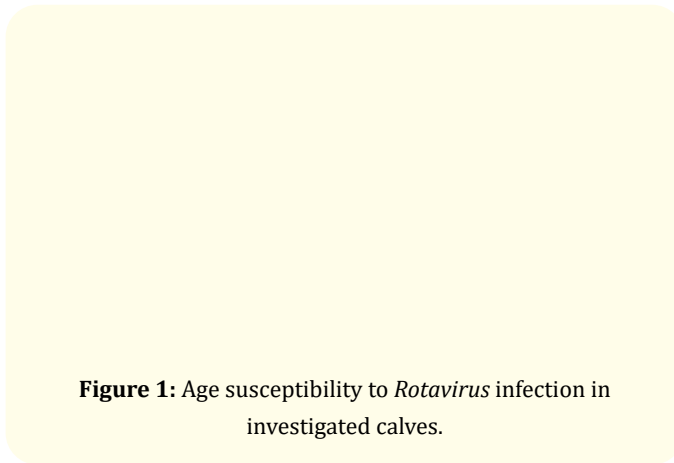 Figure 1: Age susceptibility to Rotavirus infection in
investigated calves.